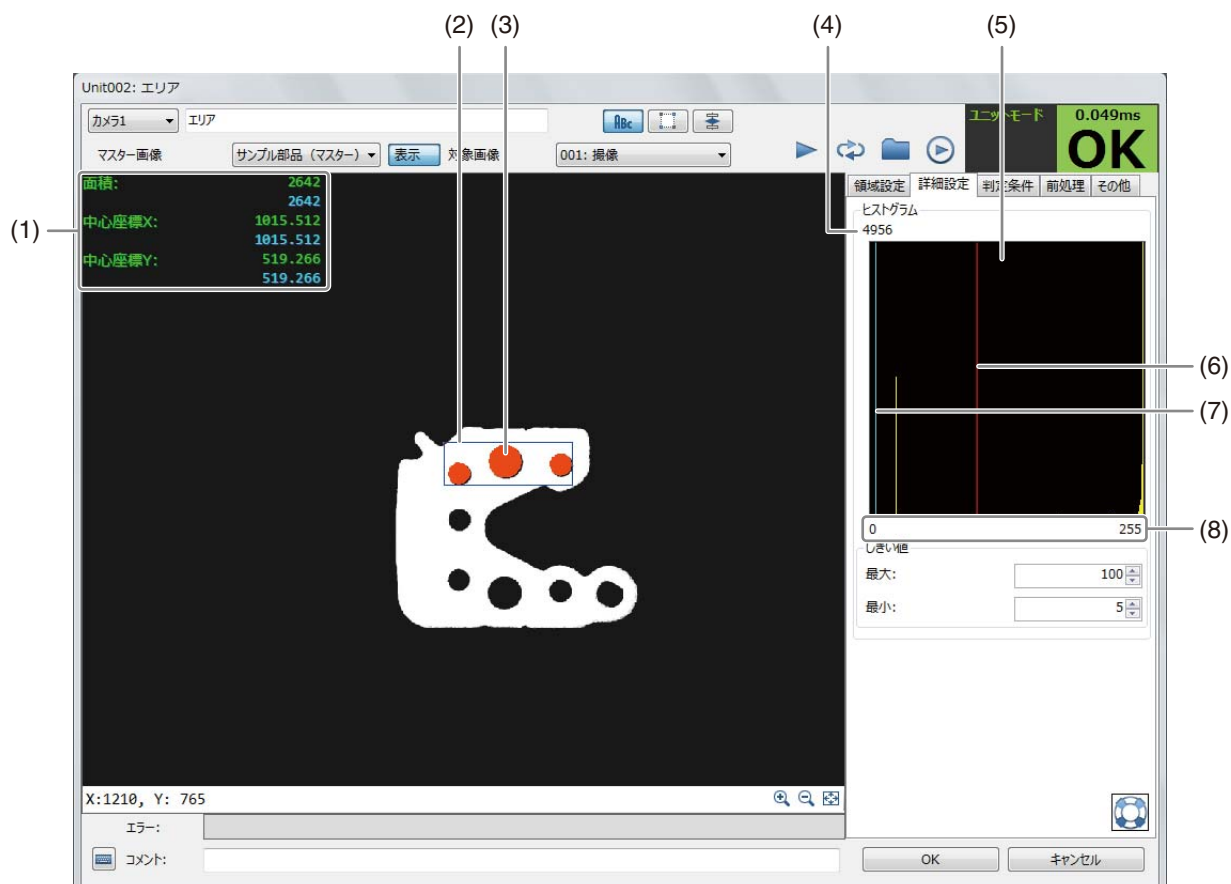 (2) (3) (4) (5)
Unit002: エリア
カメラ1 エリア ABC
ユニットモード 0.049ms
OK
マスター画像 サンプル部品（マスター） 表示 対象画像 001: 撮像
領域設定 詳細設定 判定条件 前処理 その他
(1)
面積: 2642
2642
中心座標X: 1015.512
1015.512
中心座標Y: 519.266
519.266
ヒストグラム
4956
(6)
(7)
0 255
(8)
しきい値
最大: 100
最小: 5
X:1210, Y: 765
エラー:
コメント:
OK キャンセル